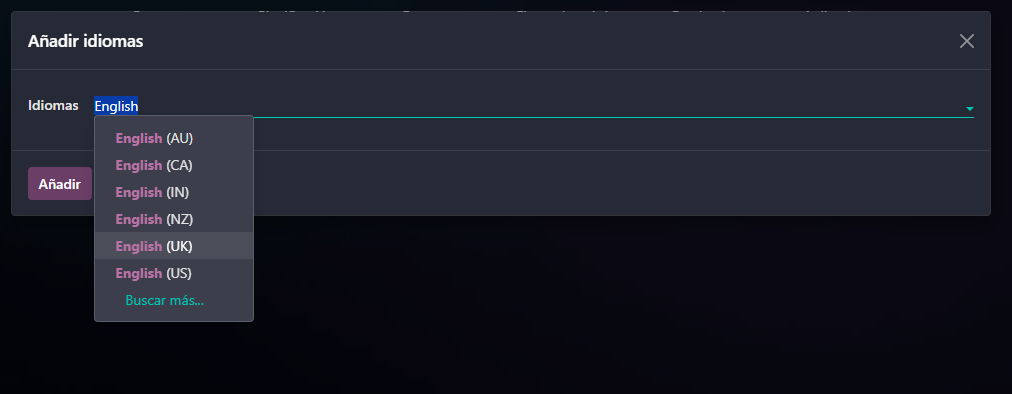 Añadir idiomas
Idiomas English
English (AU)
English (CA)
English (IN)
English (NZ)
English (UK)
English (US)
Buscar más...
Añadir